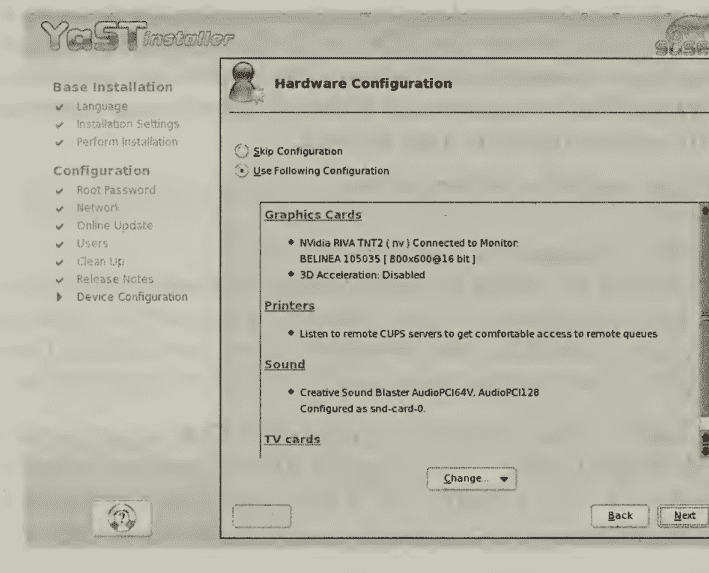 YaST installer
SUSE
Base Installation
Language
Installation Settings
Perform Installation
Configuration
Root Password
Network
Online Update
Users
Clean Up
Release Notes
Device Configuration
Hardware Configuration
Skip Configuration
Use Following Configuration
Graphics Cards
NVidia RIVA TNT2 ( nv ) Connected to Monitor:
BELINEA 105035 [ 800x600@16 bit ]
3D Acceleration: Disabled
Printers
Listen to remote CUPS servers to get comfortable access to remote queues
Sound
Creative Sound Blaster AudioPCI64V, AudioPCI128
Configured as snd-card-0.
TV cards
Change...
Back
Next